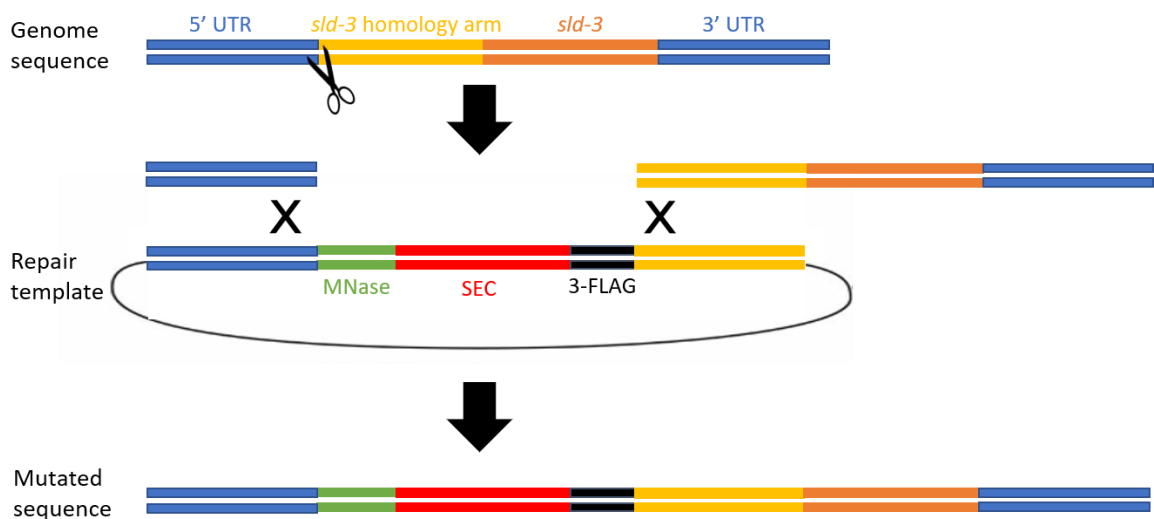 Genome
sequence
5' UTR
sld-3 homology arm
sld-3
3' UTR
X
X
Repair
template
MNase
SEC
3-FLAG
Mutated
sequence